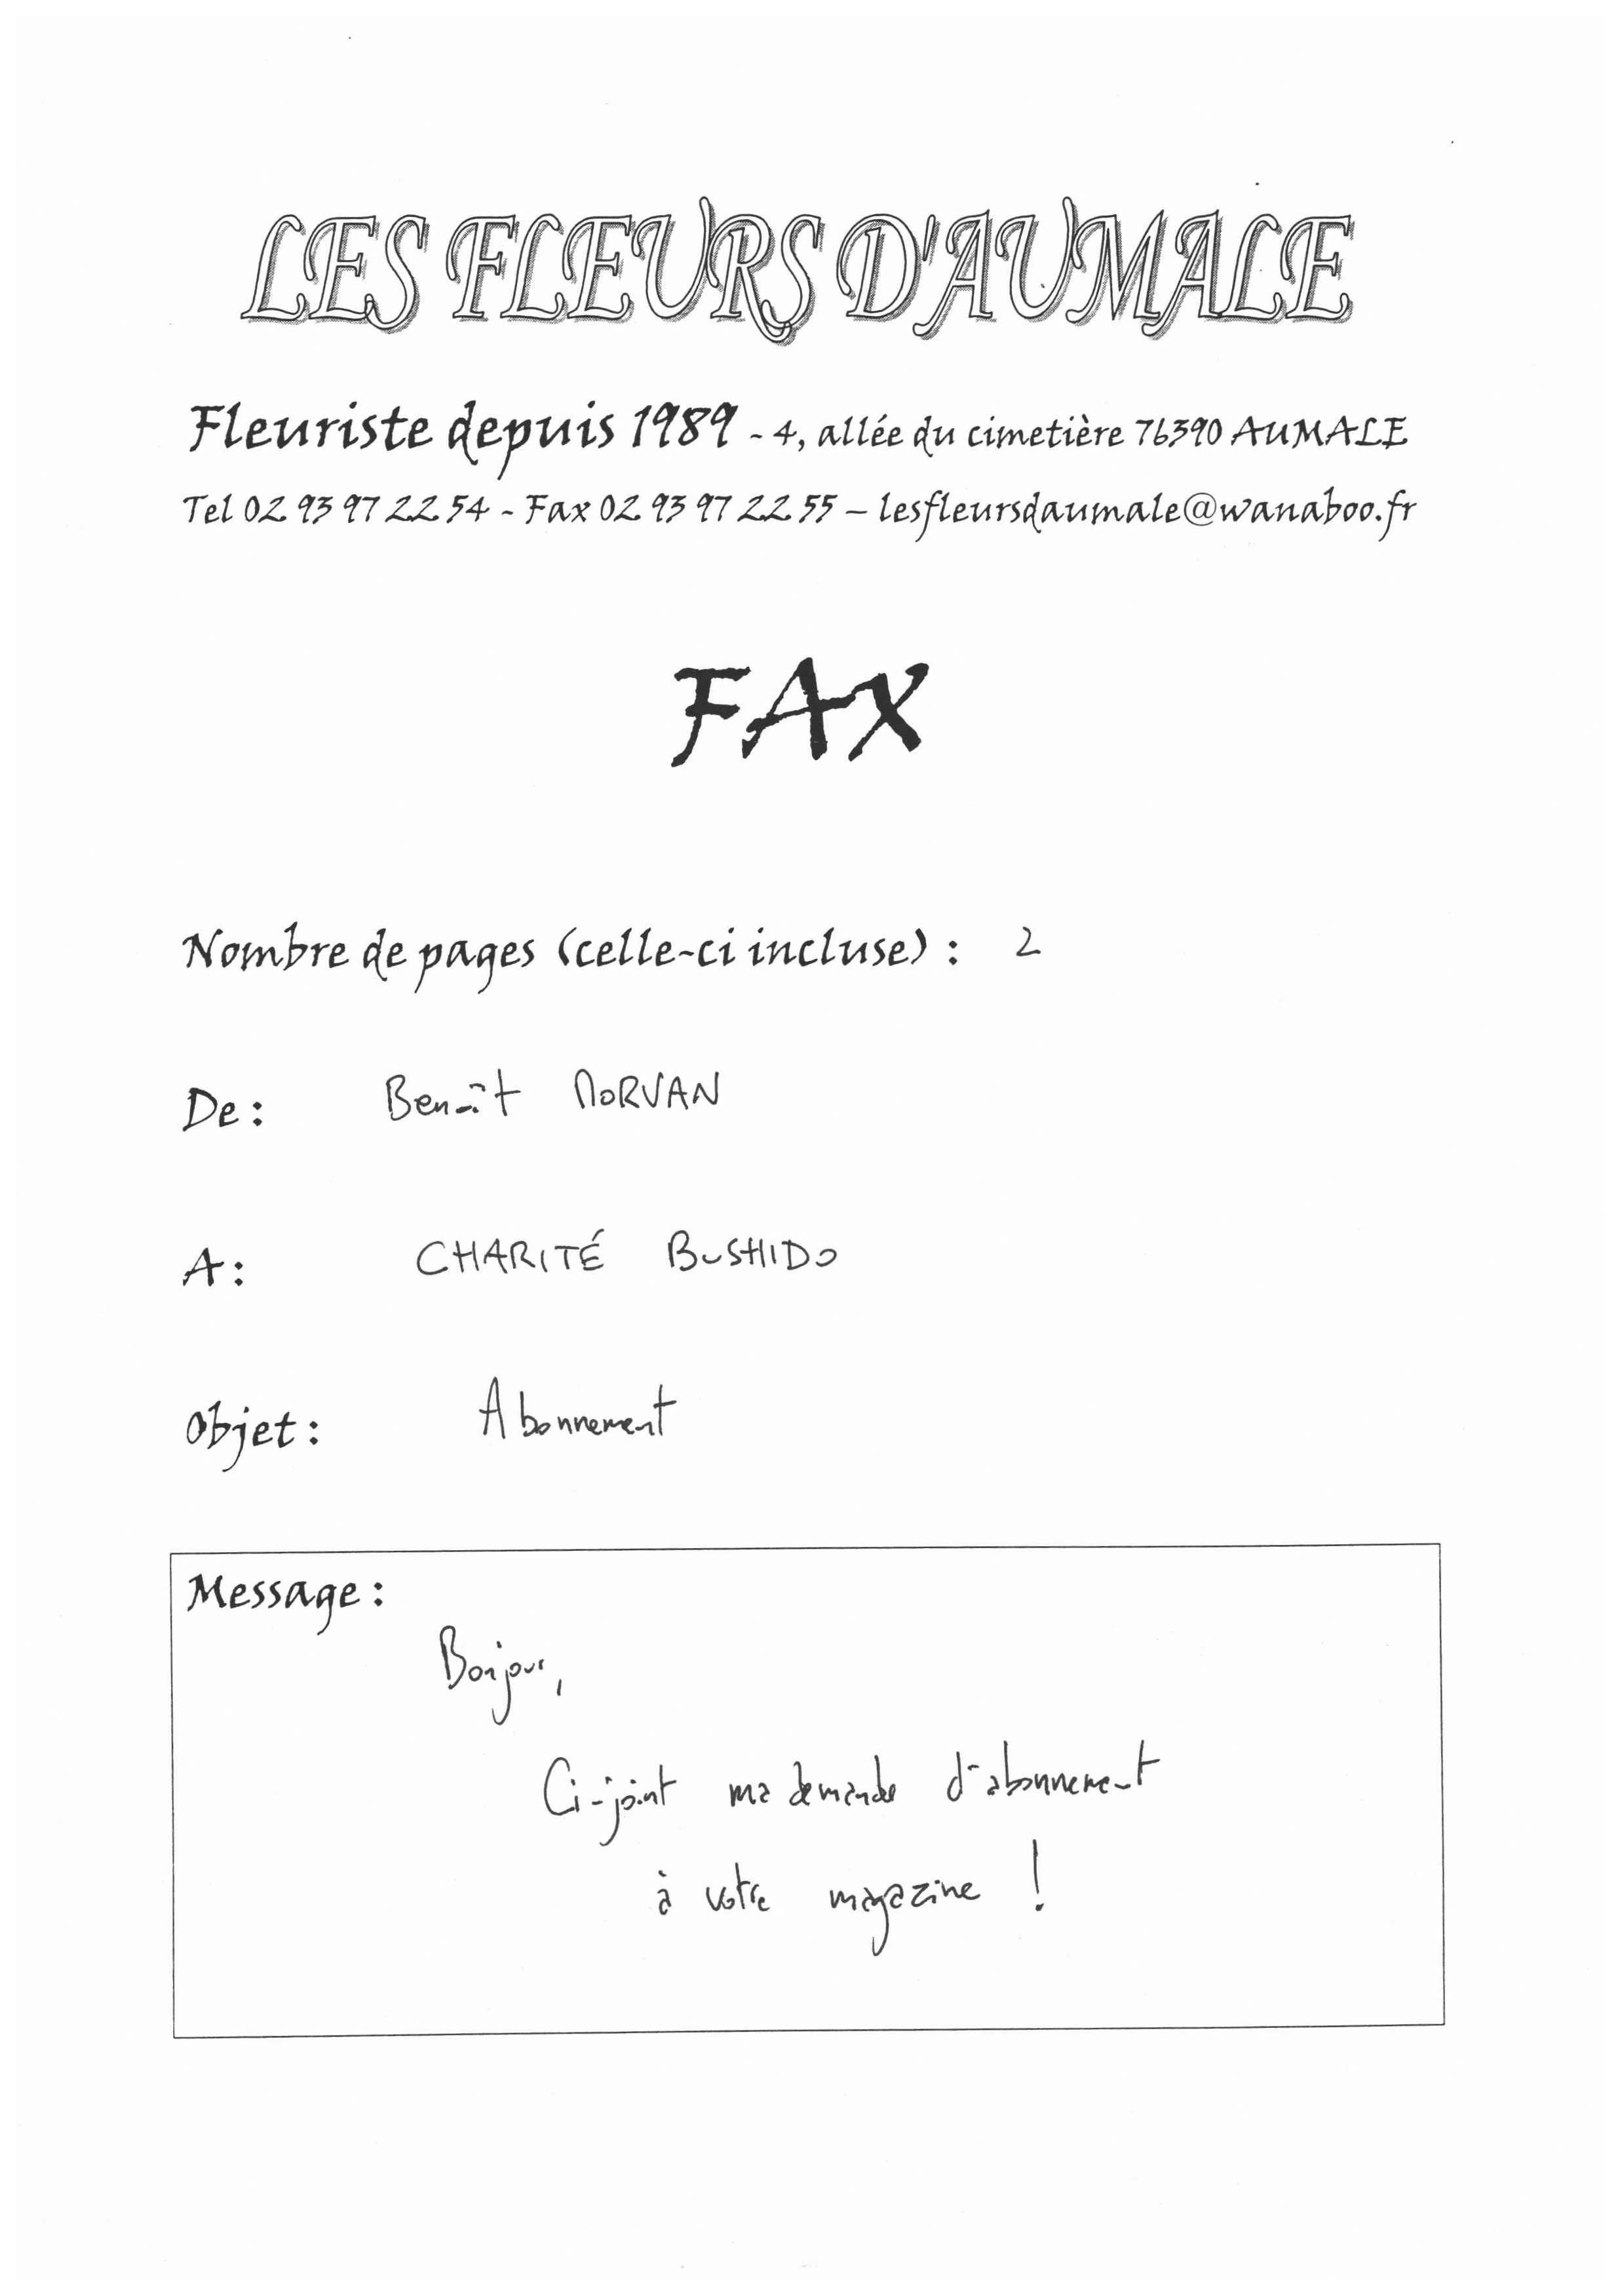 LES FLEURS D'AUMALE
Fleuriste depuis 1989 - 4, allée du cimetière 76390 AUMALE
Tel 02 93 97 22 54 - Fax 02 93 97 22 55 – lesfleursdaumale@wanaboo.fr
FAX
Nombre de pages (celle-ci incluse) : 2
De : Benoît MORVAN
A : CHARITÉ BUSHIDO
Objet : Abonnement
Message :
Bonjour,
Ci-joint ma demande d'abonnement
à votre magazine !